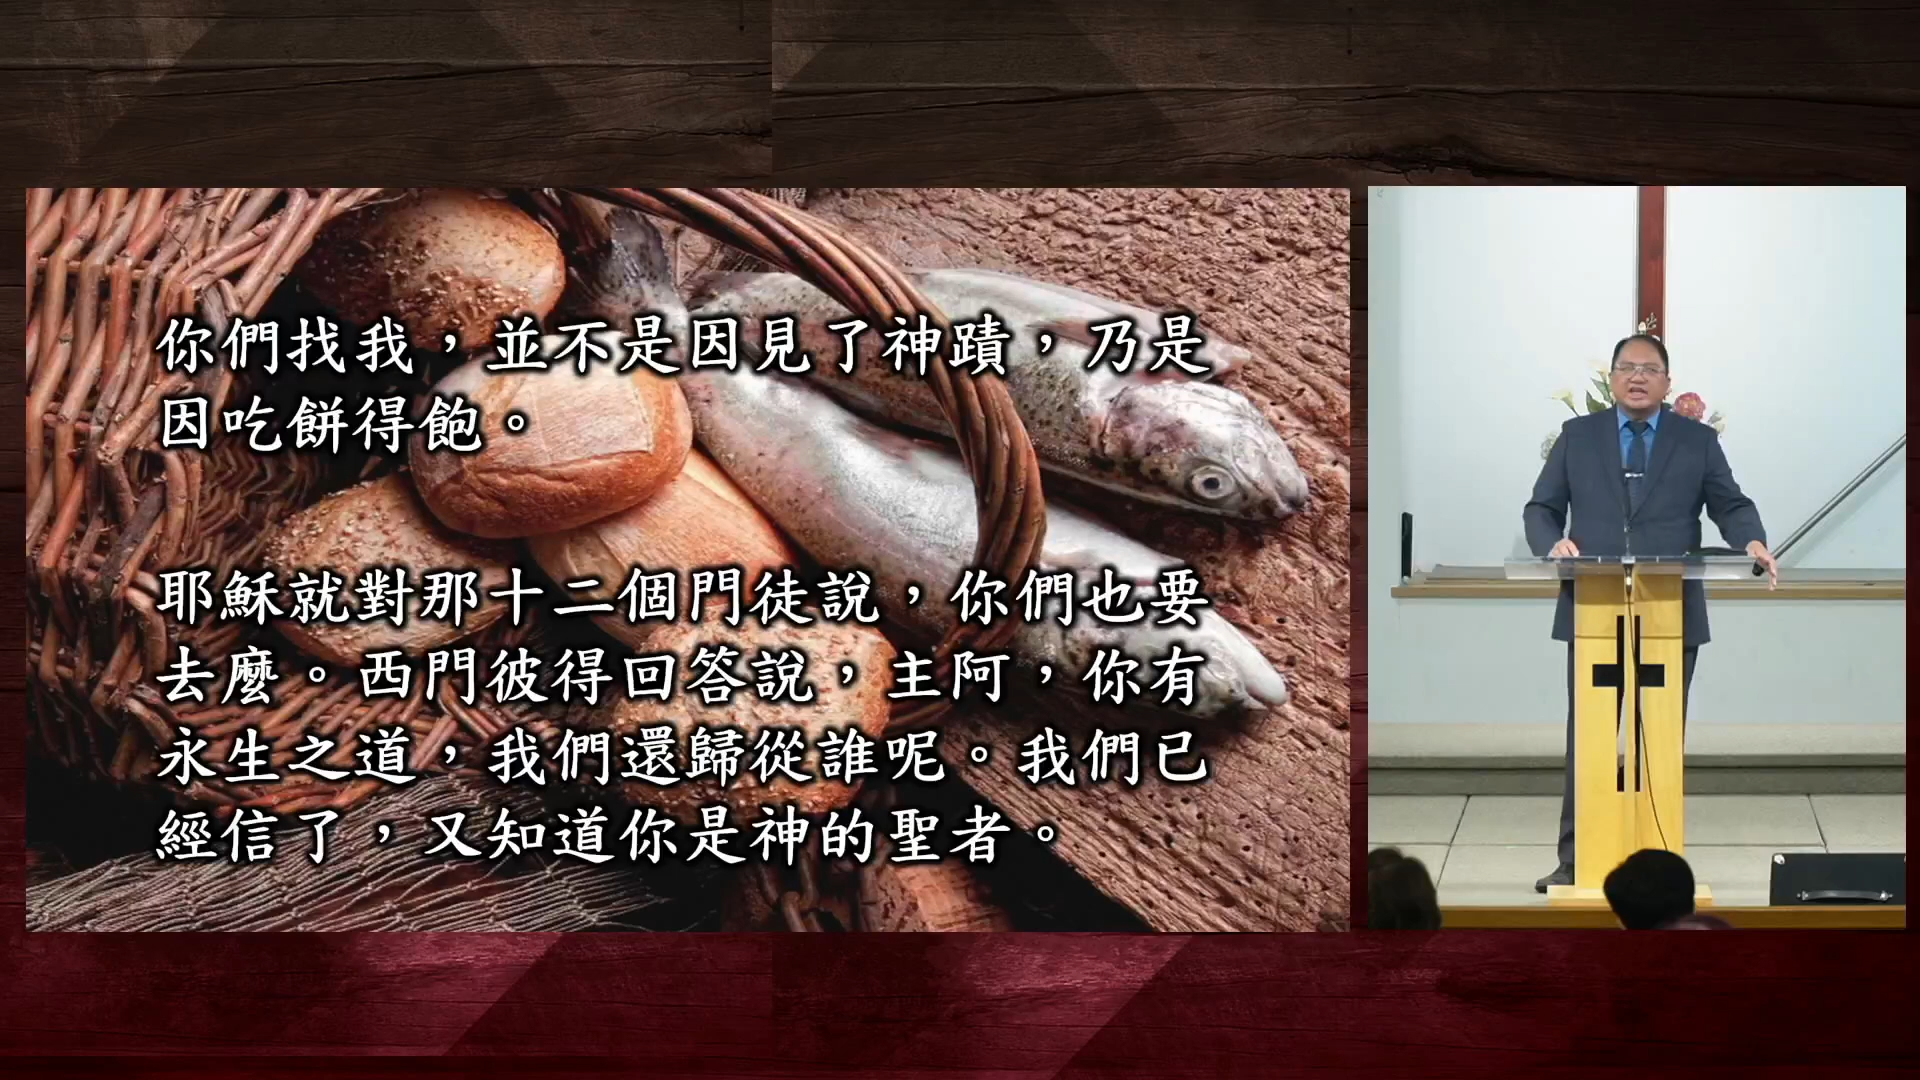 你們找我，並不是因見了神蹟，乃是
因吃餅得飽。
耶穌就對那十二個門徒說，你們也要
去麼。西門彼得回答說，主阿，你有
永生之道，我們還歸從誰呢。我們已
經信了，又知道你是神的聖者。